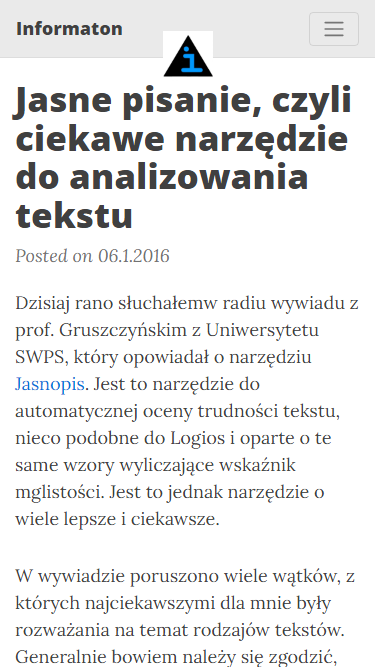 Informaton
Jasne pisanie, czyli
ciekawe narzędzie
do analizowania
tekstu
Posted on 06.1.2016
Dzisiaj rano słuchałemw radiu wywiadu z
prof. Gruszczyńskim z Uniwersytetu
SWPS, który opowiadał o narzędziu
Jasnopis. Jest to narzędzie do
automatycznej oceny trudności tekstu,
nieco podobne do Logios i oparte o te
same wzory wyliczające wskaźnik
mglistości. Jest to jednak narzędzie o
wiele lepsze i ciekawsze.
W wywiadzie poruszono wiele wątków, z
których najciekawszymi dla mnie były
rozważania na temat rodzajów tekstów.
Generalnie bowiem należy się zgodzić,